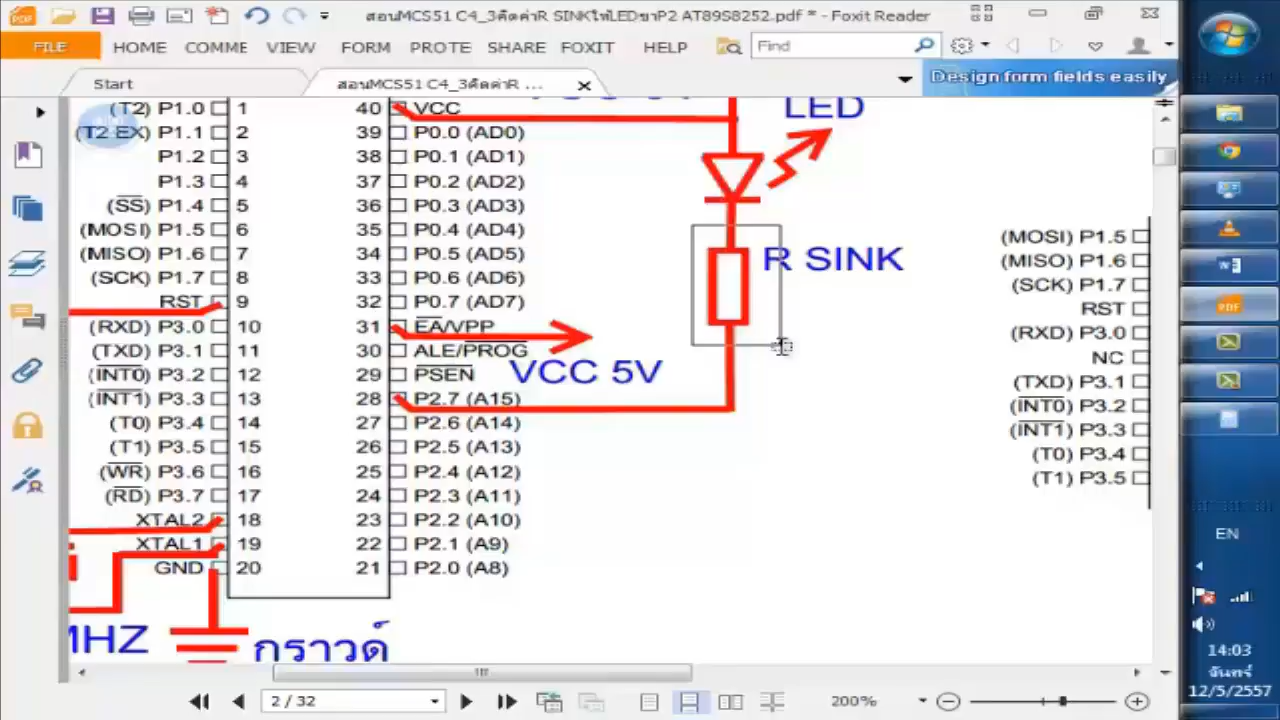 สอนMCS51 C4_3คิดค่าR SINKให้LEDขาP2 AT89S8252.pdf * - Foxit Reader
FILE HOME COMME VIEW FORM PROTE SHARE FOXIT HELP Find
Start สอนMCS51 C4_3คิดค่าR ... Design form fields easily
LED
(T2) P1.0 1 40 VCC
(T2 EX) P1.1 2 39 P0.0 (AD0)
P1.2 3 38 P0.1 (AD1)
P1.3 4 37 P0.2 (AD2)
(SS) P1.4 5 36 P0.3 (AD3)
(MOSI) P1.5 6 35 P0.4 (AD4)
(MISO) P1.6 7 34 P0.5 (AD5)
(SCK) P1.7 8 33 P0.6 (AD6)
RST 9 32 P0.7 (AD7)
(RXD) P3.0 10 31 EA/VPP
(TXD) P3.1 11 30 ALE/PROG
(INT0) P3.2 12 29 PSEN
(INT1) P3.3 13 28 P2.7 (A15)
(T0) P3.4 14 27 P2.6 (A14)
(T1) P3.5 15 26 P2.5 (A13)
(WR) P3.6 16 25 P2.4 (A12)
(RD) P3.7 17 24 P2.3 (A11)
XTAL2 18 23 P2.2 (A10)
XTAL1 19 22 P2.1 (A9)
GND 20 21 P2.0 (A8)
R SINK
VCC 5V
MHZ
กราวด์
(MOSI) P1.5
(MISO) P1.6
(SCK) P1.7
RST
(RXD) P3.0
NC
(TXD) P3.1
(INT0) P3.2
(INT1) P3.3
(T0) P3.4
(T1) P3.5
2 / 32 200%
EN
14:03
จันทร์
12/5/2557